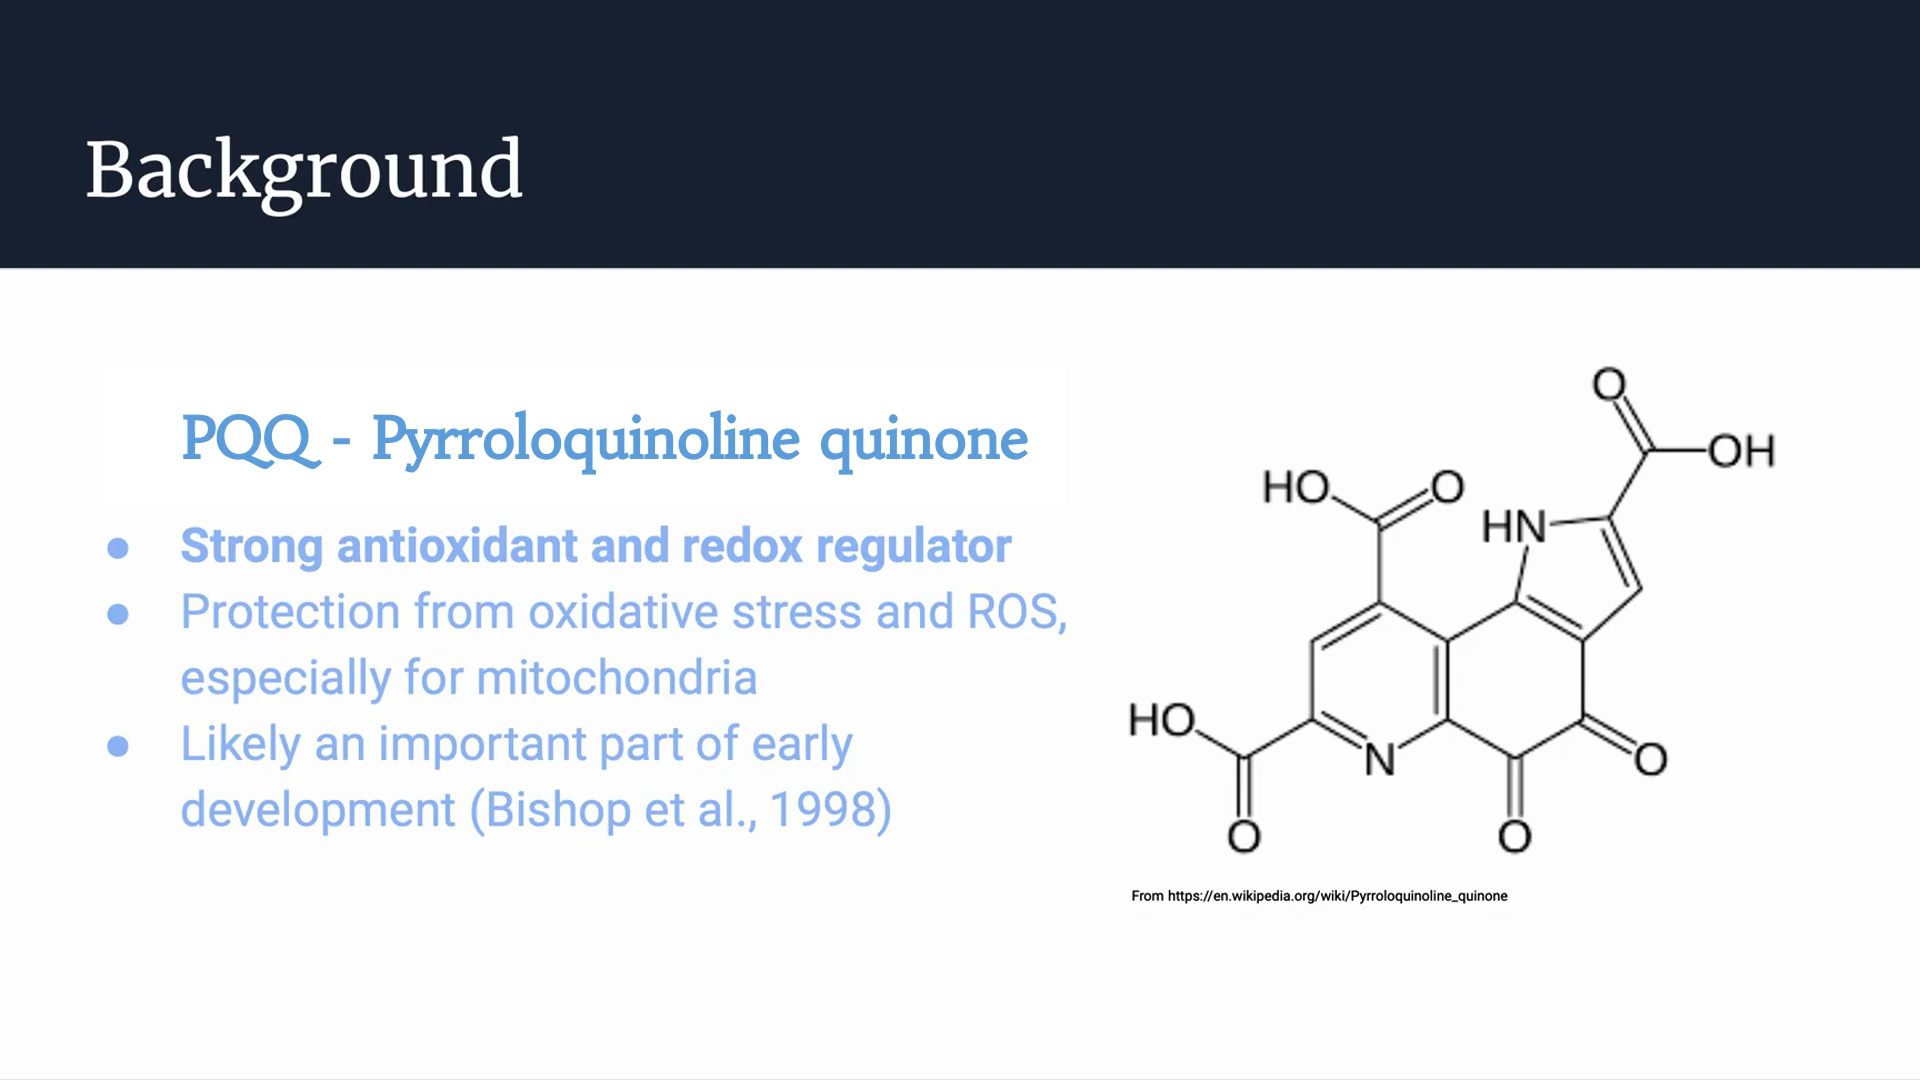 Background
PQQ - Pyrroloquinoline quinone
● Strong antioxidant and redox regulator
● Protection from oxidative stress and ROS,
especially for mitochondria
● Likely an important part of early
development (Bishop et al., 1998)
O
OH
HO
O
HN
HO
N
O
O
O
From https://en.wikipedia.org/wiki/Pyrroloquinoline_quinone